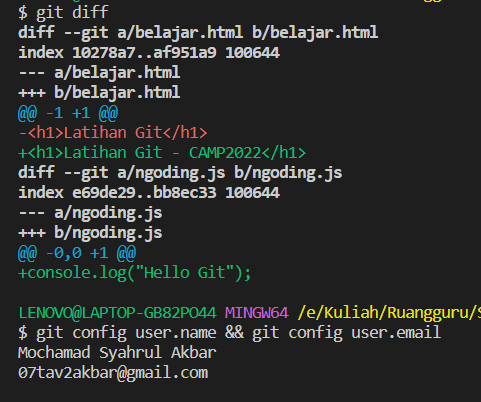 $ git diff
diff --git a/belajar.html b/belajar.html
index 10278a7..af951a9 100644
--- a/belajar.html
+++ b/belajar.html
@@ -1 +1 @@
-<h1>Latihan Git</h1>
+<h1>Latihan Git - CAMP2022</h1>
diff --git a/ngoding.js b/ngoding.js
index e69de29..bb8ec33 100644
--- a/ngoding.js
+++ b/ngoding.js
@@ -0,0 +1 @@
+console.log("Hello Git");
LENOVO@LAPTOP-GB82PO44 MINGW64 /e/Kuliah/Ruangguru/
$ git config user.name && git config user.email
Mochamad Syahrul Akbar
07tav2akbar@gmail.com